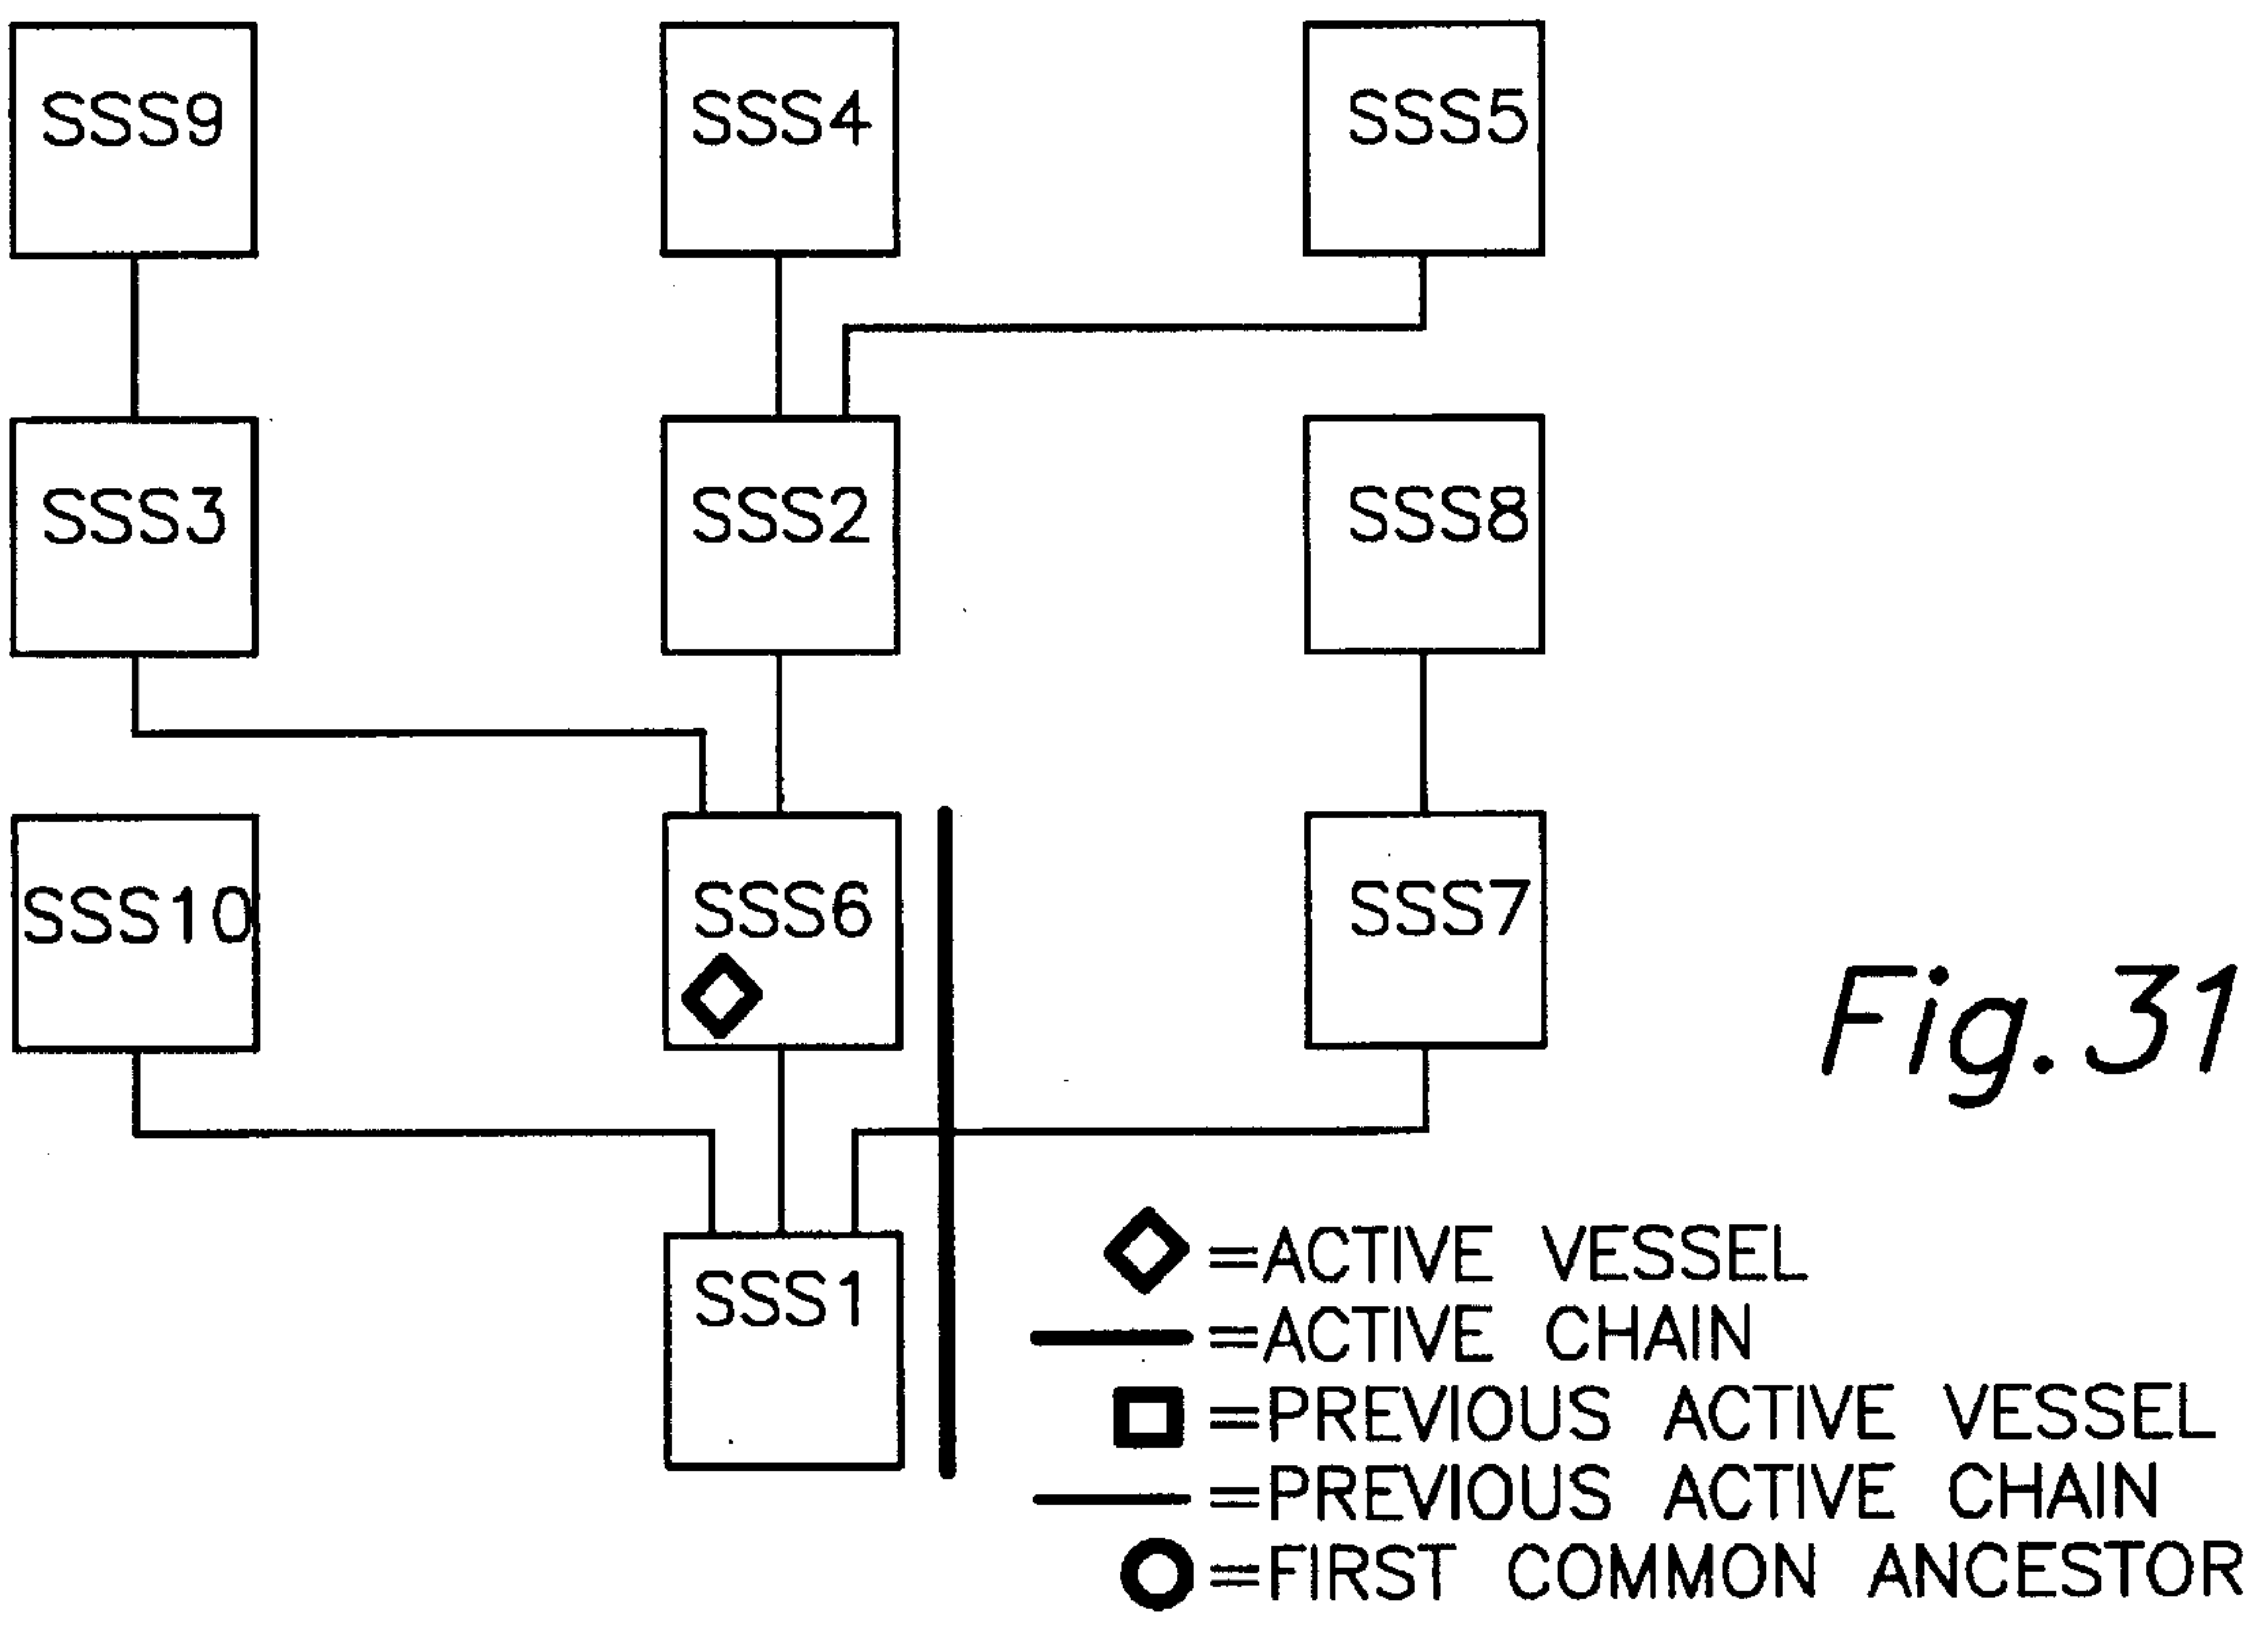 SSS9
SSS4
SSS5
SSS3
SSS2
SSS8
SSS10
SSS6
SSS7
Fig.31
SSS1
=ACTIVE VESSEL
=ACTIVE CHAIN
=PREVIOUS ACTIVE VESSEL
=PREVIOUS ACTIVE CHAIN
=FIRST COMMON ANCESTOR